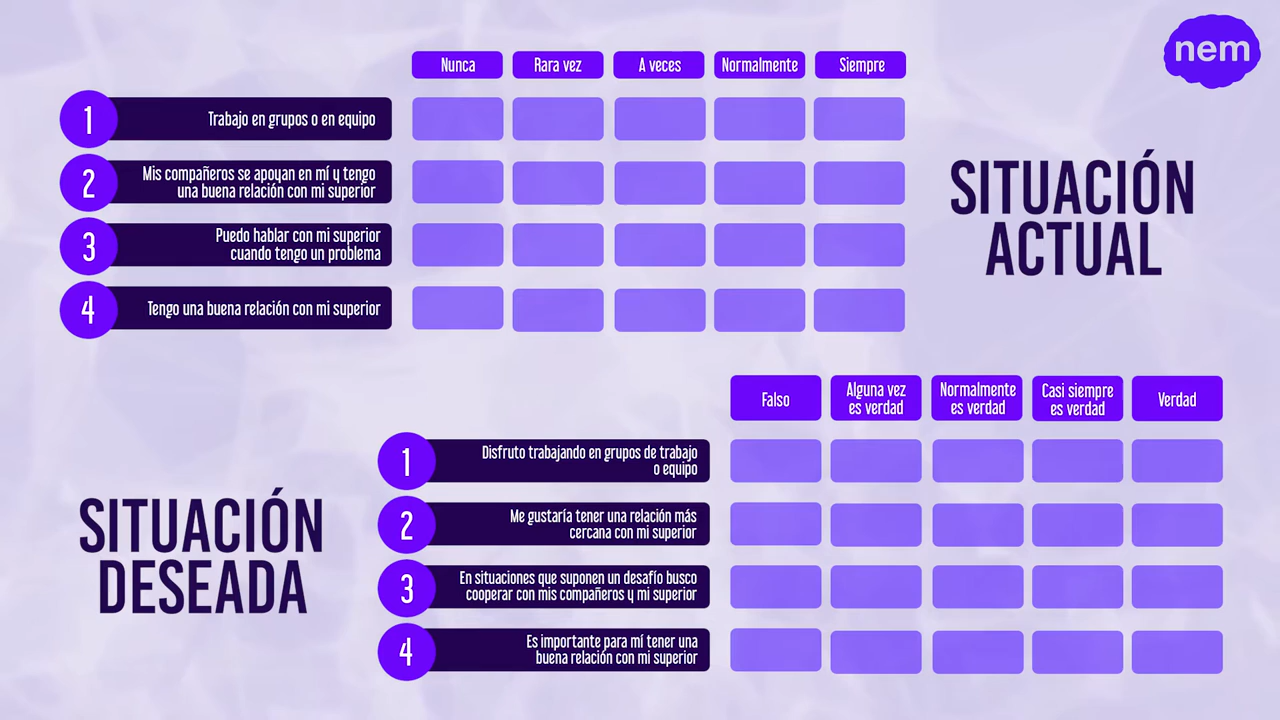 nem
Nunca
Rara vez
A veces
Normalmente
Siempre
1
Trabajo en grupos o en equipo
2
Mis compañeros se apoyan en mí y tengo
una buena relación con mi superior
3
Puedo hablar con mi superior
cuando tengo un problema
4
Tengo una buena relación con mi superior
SITUACIÓN
ACTUAL
Falso
Alguna vez
es verdad
Normalmente
es verdad
Casi siempre
es verdad
Verdad
1
Disfruto trabajando en grupos de trabajo
o equipo
2
Me gustaría tener una relación más
cercana con mi superior
3
En situaciones que suponen un desafío busco
cooperar con mis compañeros y mi superior
4
Es importante para mí tener una
buena relación con mi superior
SITUACIÓN
DESEADA